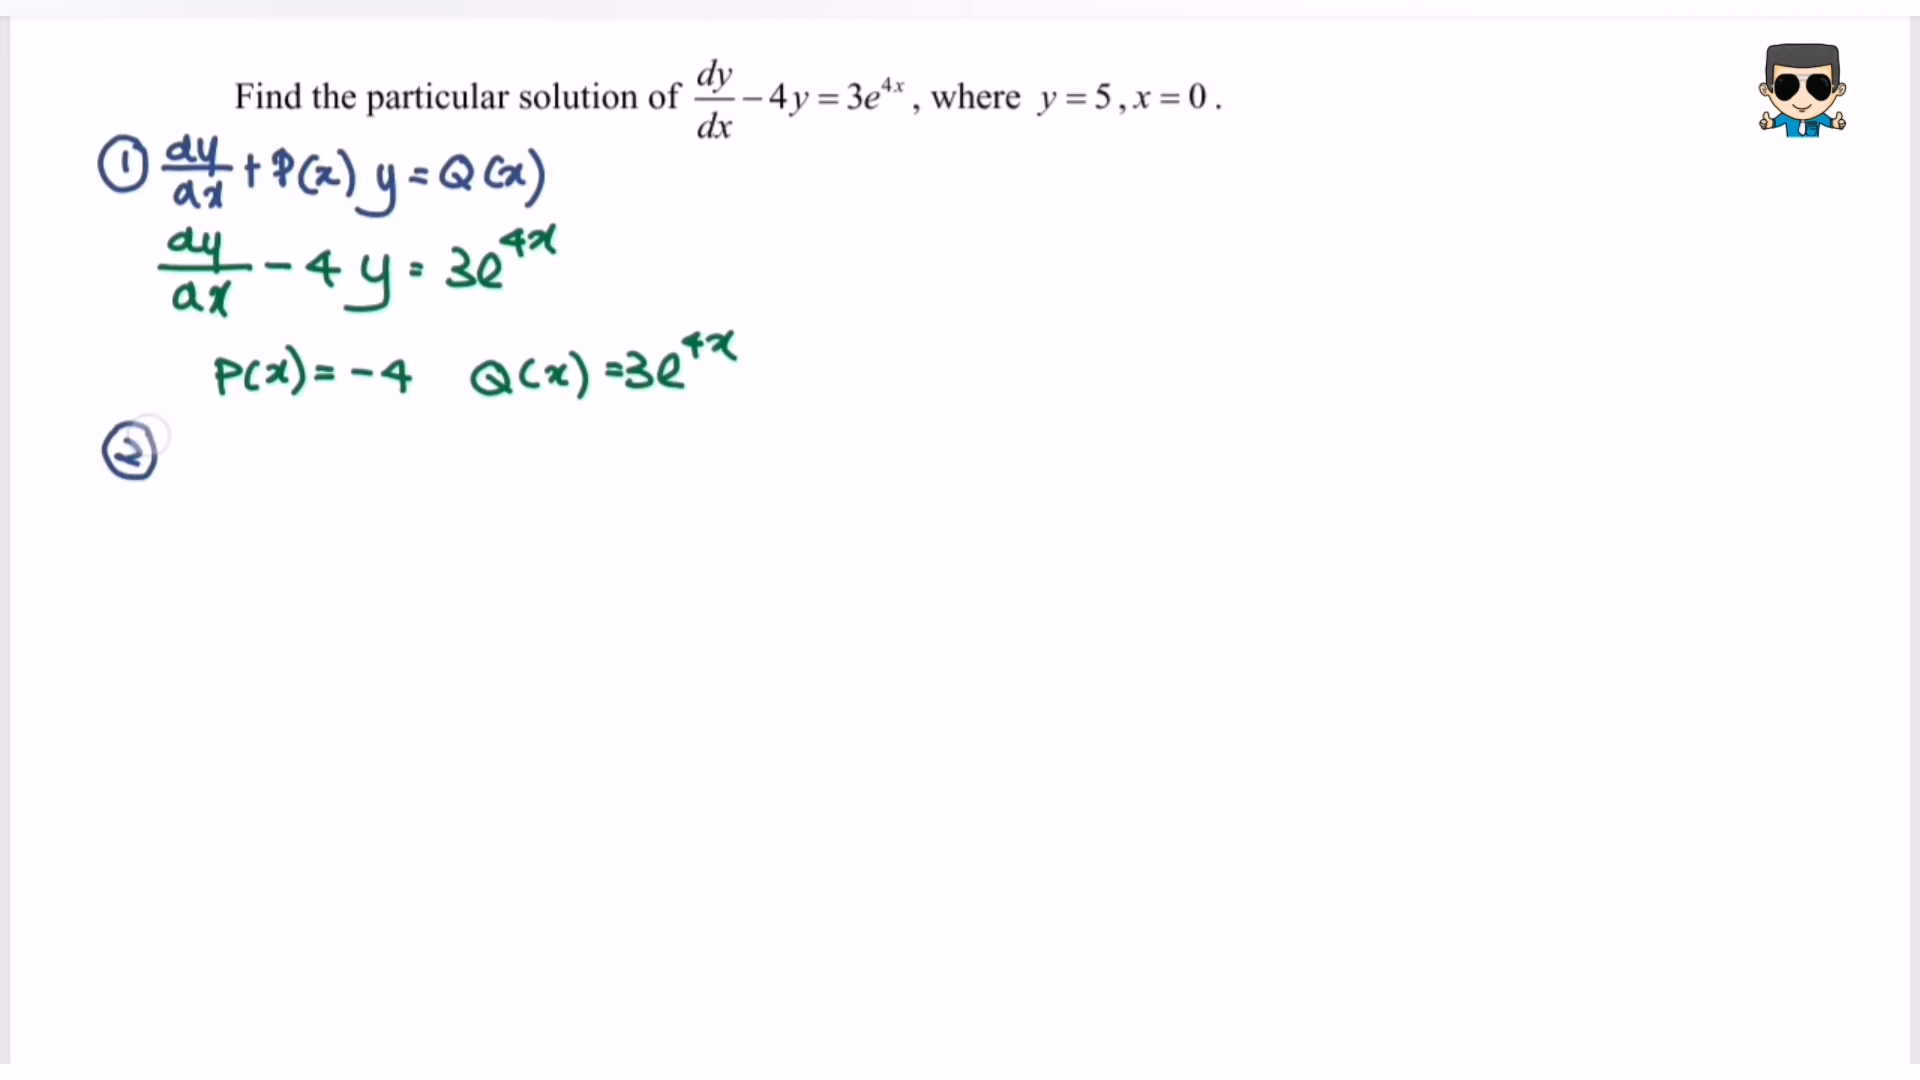 Find the particular solution of dy/dx − 4y = 3e^{4x}, where y = 5, x = 0.
① dy/dx + P(x) y = Q(x)
dy/dx − 4y = 3e^{4x}
P(x) = −4   Q(x) = 3e^{4x}
②